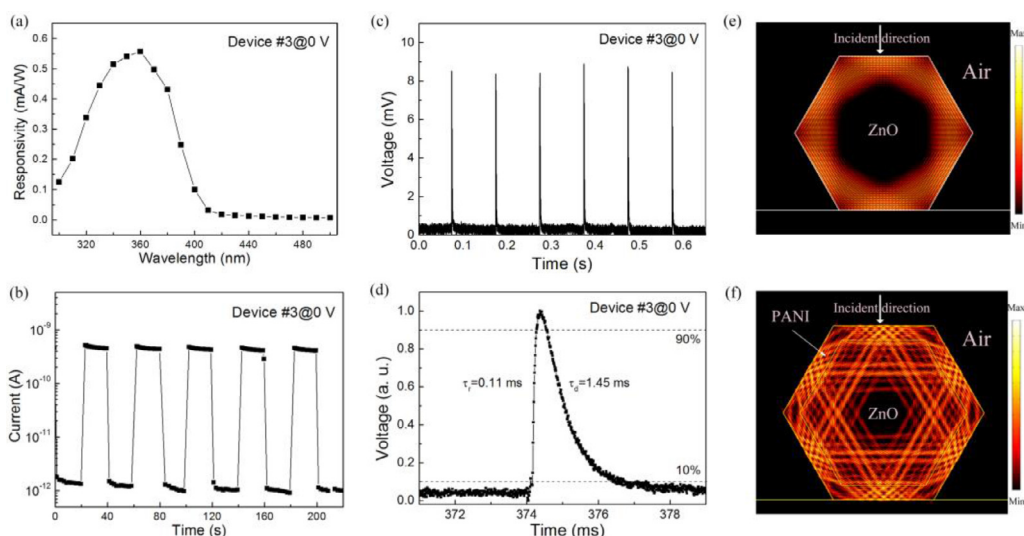 (a)
Device #3@0 V
Responsivity (mA/W)
0.6
0.5
0.4
0.3
0.2
0.1
0.0
320 360 400 440 480
Wavelength (nm)
(b)
Device #3@0 V
Current (A)
10⁻⁹
10⁻¹⁰
10⁻¹¹
10⁻¹²
0 40 80 120 160 200
Time (s)
(c)
Device #3@0 V
Voltage (mV)
10
8
6
4
2
0
0.0 0.1 0.2 0.3 0.4 0.5 0.6
Time (s)
(d)
Device #3@0 V
Voltage (a. u.)
1.0
0.8
0.6
0.4
0.2
0.0
90%
τr=0.11 ms
τd=1.45 ms
10%
372 374 376 378
Time (ms)
(e)
Incident direction
Air
ZnO
Max
Min
(f)
Incident direction
PANI
Air
ZnO
Max
Min